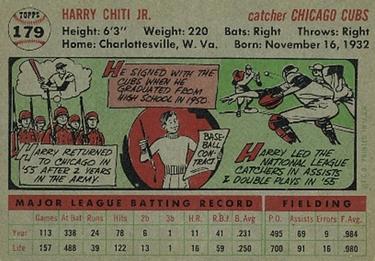 TOPPS
179
HARRY CHITI JR.
catcher CHICAGO CUBS
Height: 6'3" Weight: 220 Bats: Right Throws: Right
Home: Charlottesville, W. Va. Born: November 16, 1932
HE SIGNED WITH THE
CUBS WHEN HE
GRADUATED FROM
HIGH SCHOOL IN 1950.
HARRY RETURNED
TO CHICAGO IN
'55 AFTER 2 YEARS
IN THE ARMY.
BASE-
BALL
CONTRACT
HARRY LED THE
NATIONAL LEAGUE
CATCHERS IN ASSISTS
& DOUBLE PLAYS IN '55
MAJOR LEAGUE BATTING RECORD FIELDING
Games At Bat Runs Hits 2b 3b H.R. R.B.I. B. Avg. P.O. Assists Errors F. Avg.
Year 113 338 24 78 6 1 11 41 .231 495 69 9 .984
Life 157 488 39 112 13 1 16 59 .250 700 91 16 .980